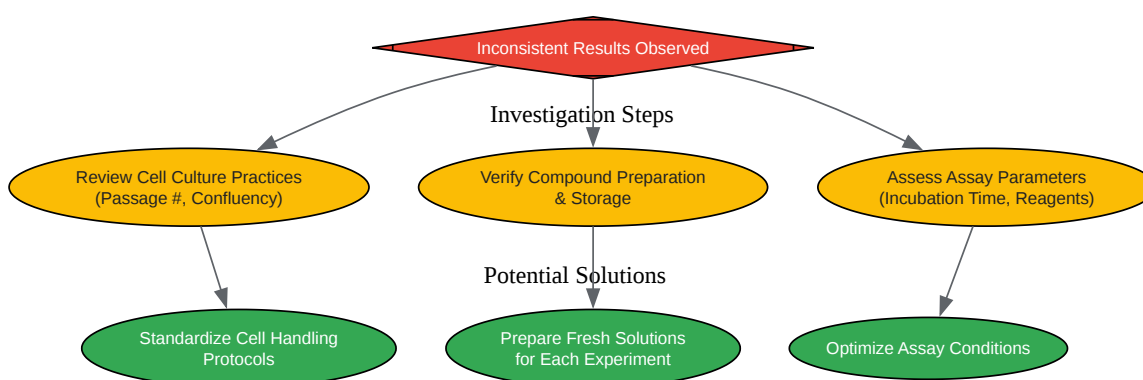 Inconsistent Results Observed
Investigation Steps
Review Cell Culture Practices
(Passage #, Confluency)
Verify Compound Preparation
& Storage
Assess Assay Parameters
(Incubation Time, Reagents)
Potential Solutions
Standardize Cell Handling
Protocols
Prepare Fresh Solutions
for Each Experiment
Optimize Assay Conditions